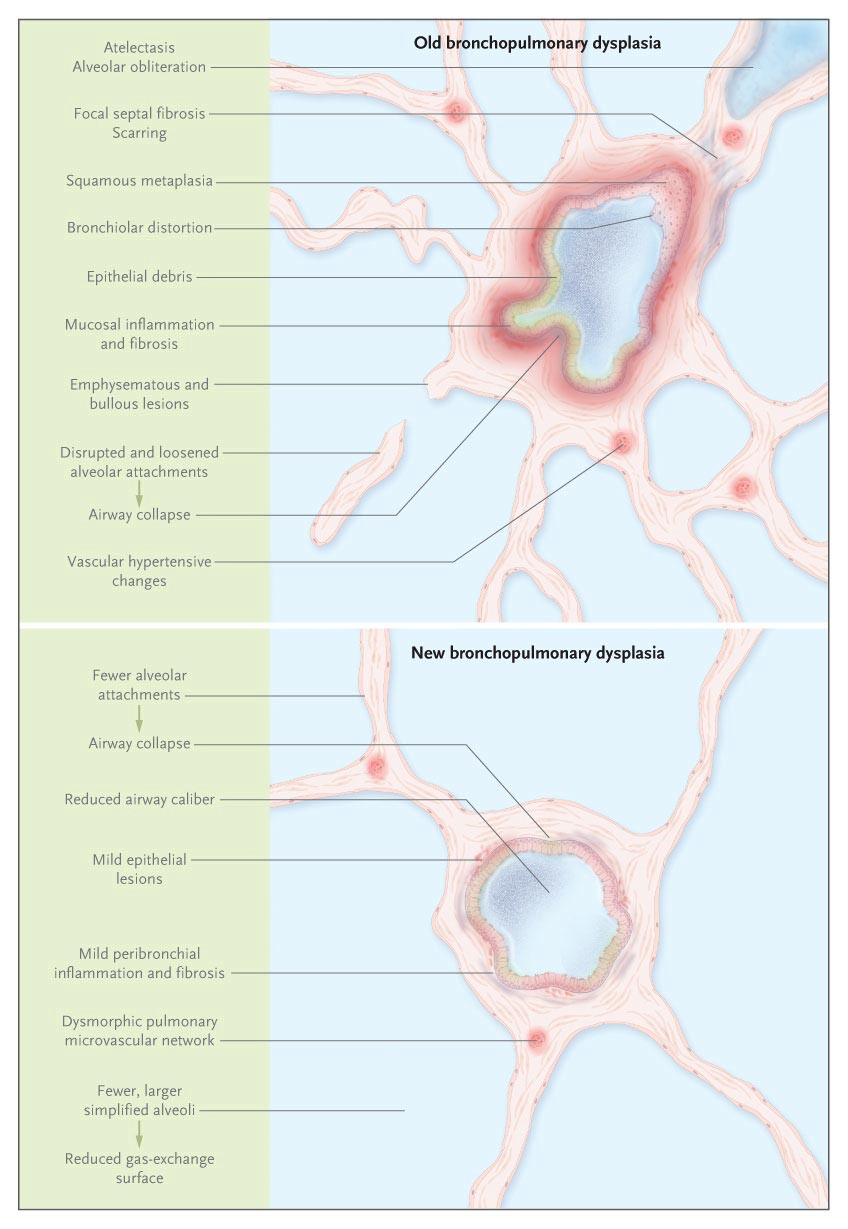 Old bronchopulmonary dysplasia
Atelectasis
Alveolar obliteration
Focal septal fibrosis
Scarring
Squamous metaplasia
Bronchiolar distortion
Epithelial debris
Mucosal inflammation
and fibrosis
Emphysematous and
bullous lesions
Disrupted and loosened
alveolar attachments
Airway collapse
Vascular hypertensive
changes
New bronchopulmonary dysplasia
Fewer alveolar
attachments
Airway collapse
Reduced airway caliber
Mild epithelial
lesions
Mild peribronchial
inflammation and fibrosis
Dysmorphic pulmonary
microvascular network
Fewer, larger
simplified alveoli
Reduced gas-exchange
surface